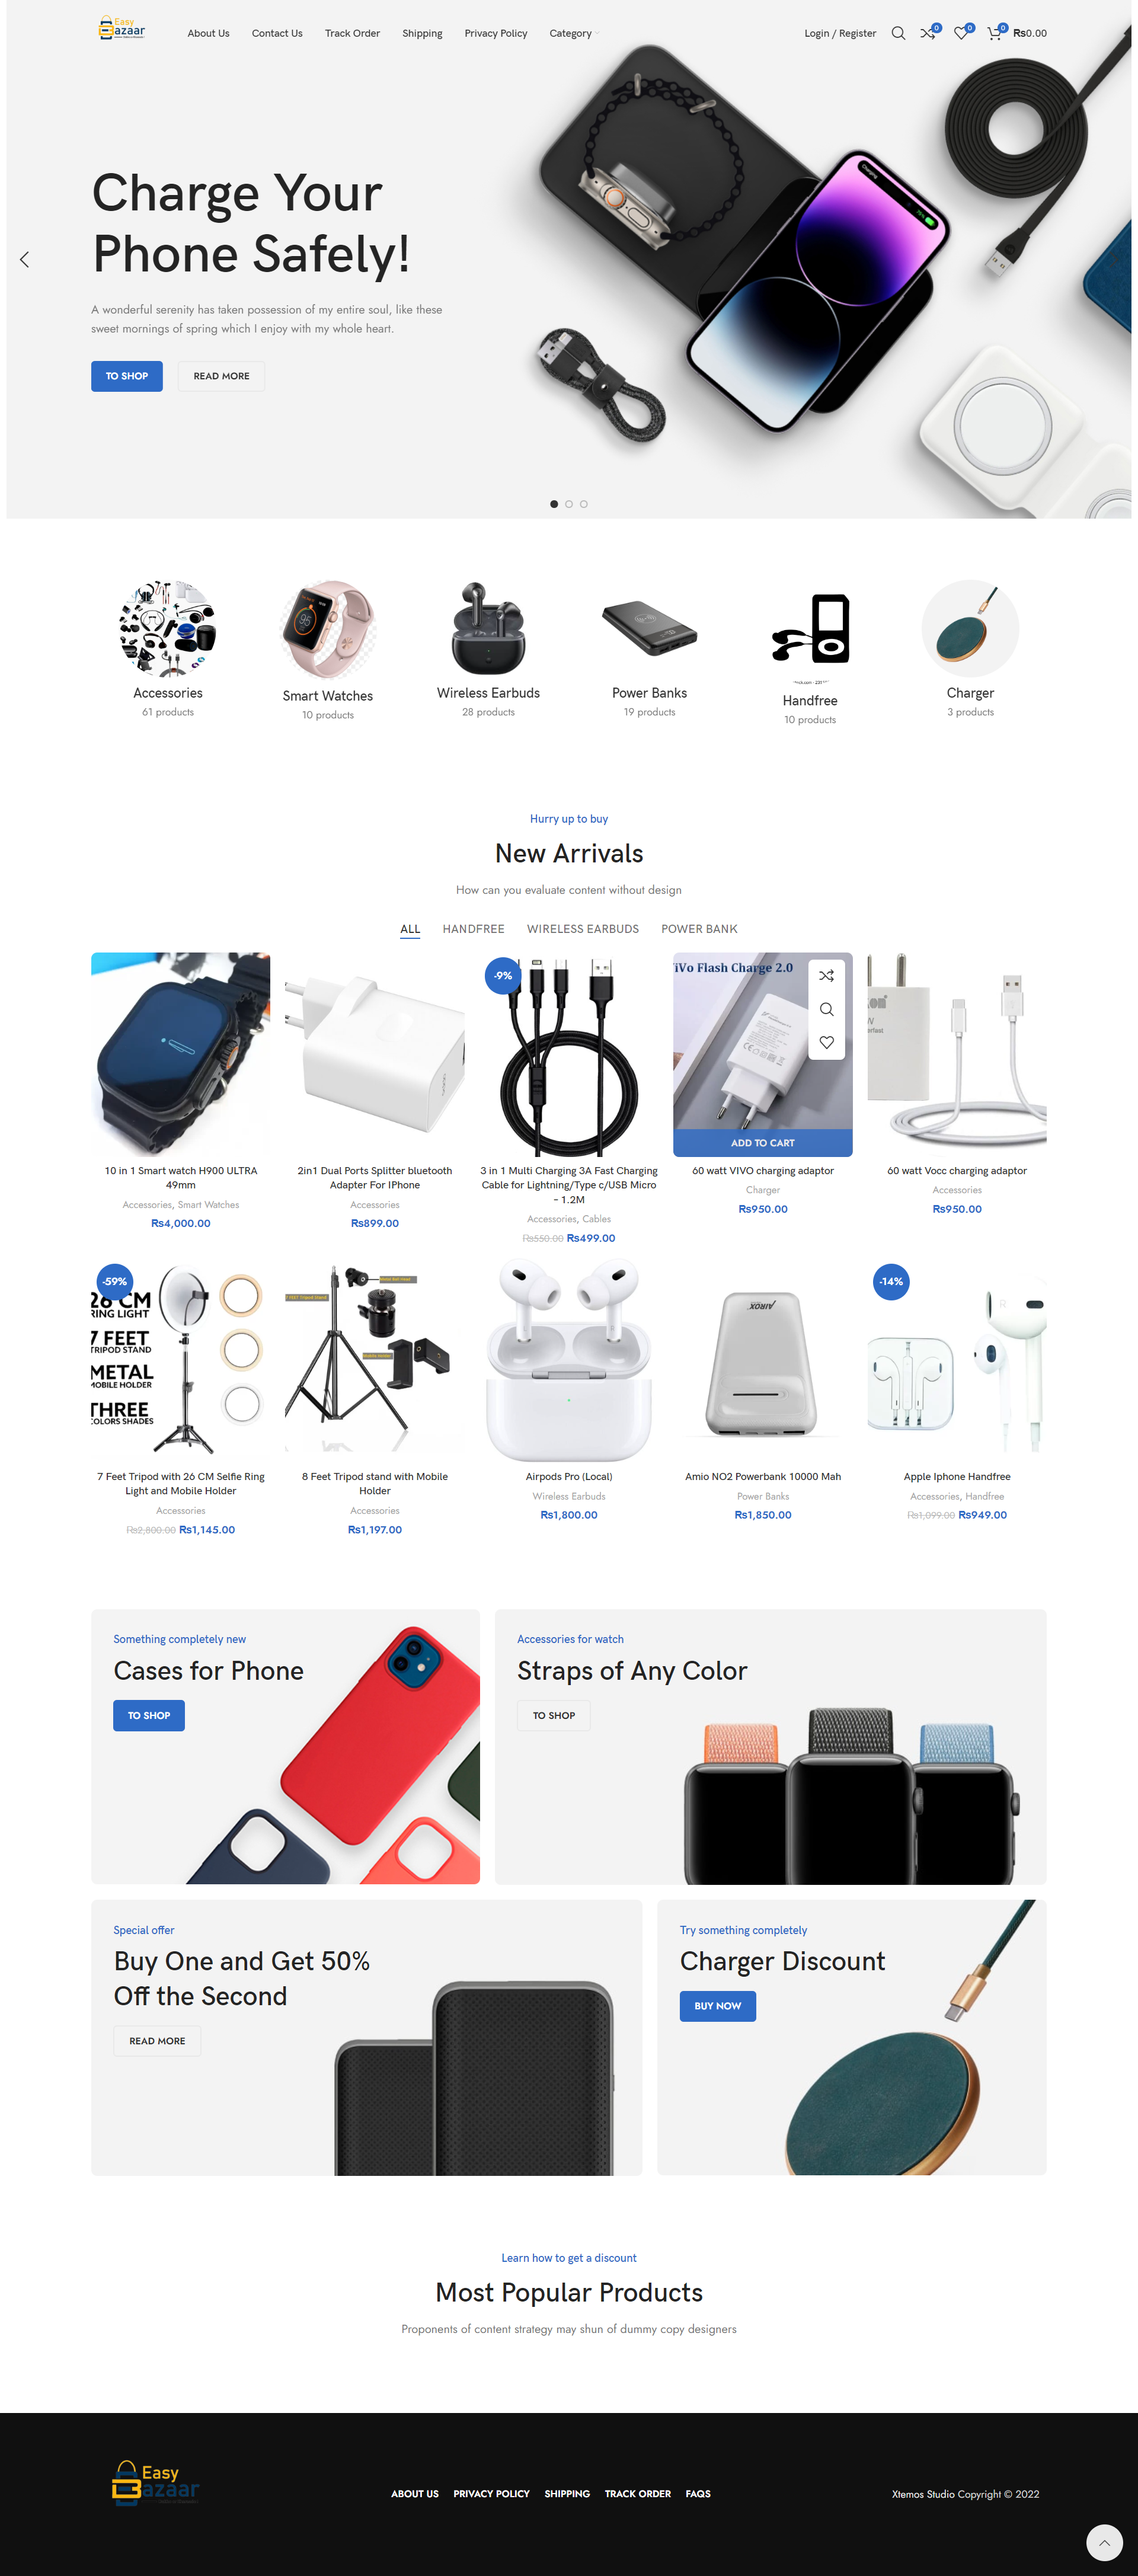 Easy
Bazaar
About Us
Contact Us
Track Order
Shipping
Privacy Policy
Category
Login / Register
0
0
0
₨0.00
Charge Your
Phone Safely!
A wonderful serenity has taken possession of my entire soul, like these
sweet mornings of spring which I enjoy with my whole heart.
TO SHOP
READ MORE
Charging
Accessories
61 products
Smart Watches
10 products
Wireless Earbuds
28 products
Power Banks
19 products
Handfree
10 products
Charger
3 products
Hurry up to buy
New Arrivals
How can you evaluate content without design
ALL
HANDFREE
WIRELESS EARBUDS
POWER BANK
10 in 1 Smart watch H900 ULTRA
49mm
Accessories, Smart Watches
₨4,000.00
2in1 Dual Ports Splitter bluetooth
Adapter For IPhone
Accessories
₨899.00
-9%
3 in 1 Multi Charging 3A Fast Charging
Cable for Lightning/Type c/USB Micro
– 1.2M
Accessories, Cables
₨550.00 ₨499.00
iVo Flash Charge 2.0
ADD TO CART
60 watt VIVO charging adaptor
Charger
₨950.00
60 watt Vocc charging adaptor
Accessories
₨950.00
-59%
26 CM
RING LIGHT
7 FEET
TRIPOD STAND
METAL
MOBILE HOLDER
THREE
COLORS SHADES
7 Feet Tripod with 26 CM Selfie Ring
Light and Mobile Holder
Accessories
₨2,800.00 ₨1,145.00
8 Feet Tripod stand with Mobile
Holder
Accessories
₨1,197.00
Airpods Pro (Local)
Wireless Earbuds
₨1,800.00
AIROX
Amio NO2 Powerbank 10000 Mah
Power Banks
₨1,850.00
-14%
R
Apple Iphone Handfree
Accessories, Handfree
₨1,099.00 ₨949.00
Something completely new
Cases for Phone
TO SHOP
Accessories for watch
Straps of Any Color
TO SHOP
Special offer
Buy One and Get 50%
Off the Second
READ MORE
Try something completely
Charger Discount
BUY NOW
Learn how to get a discount
Most Popular Products
Proponents of content strategy may shun of dummy copy designers
Easy
Bazaar
ABOUT US
PRIVACY POLICY
SHIPPING
TRACK ORDER
FAQS
Xtemos Studio Copyright © 2022